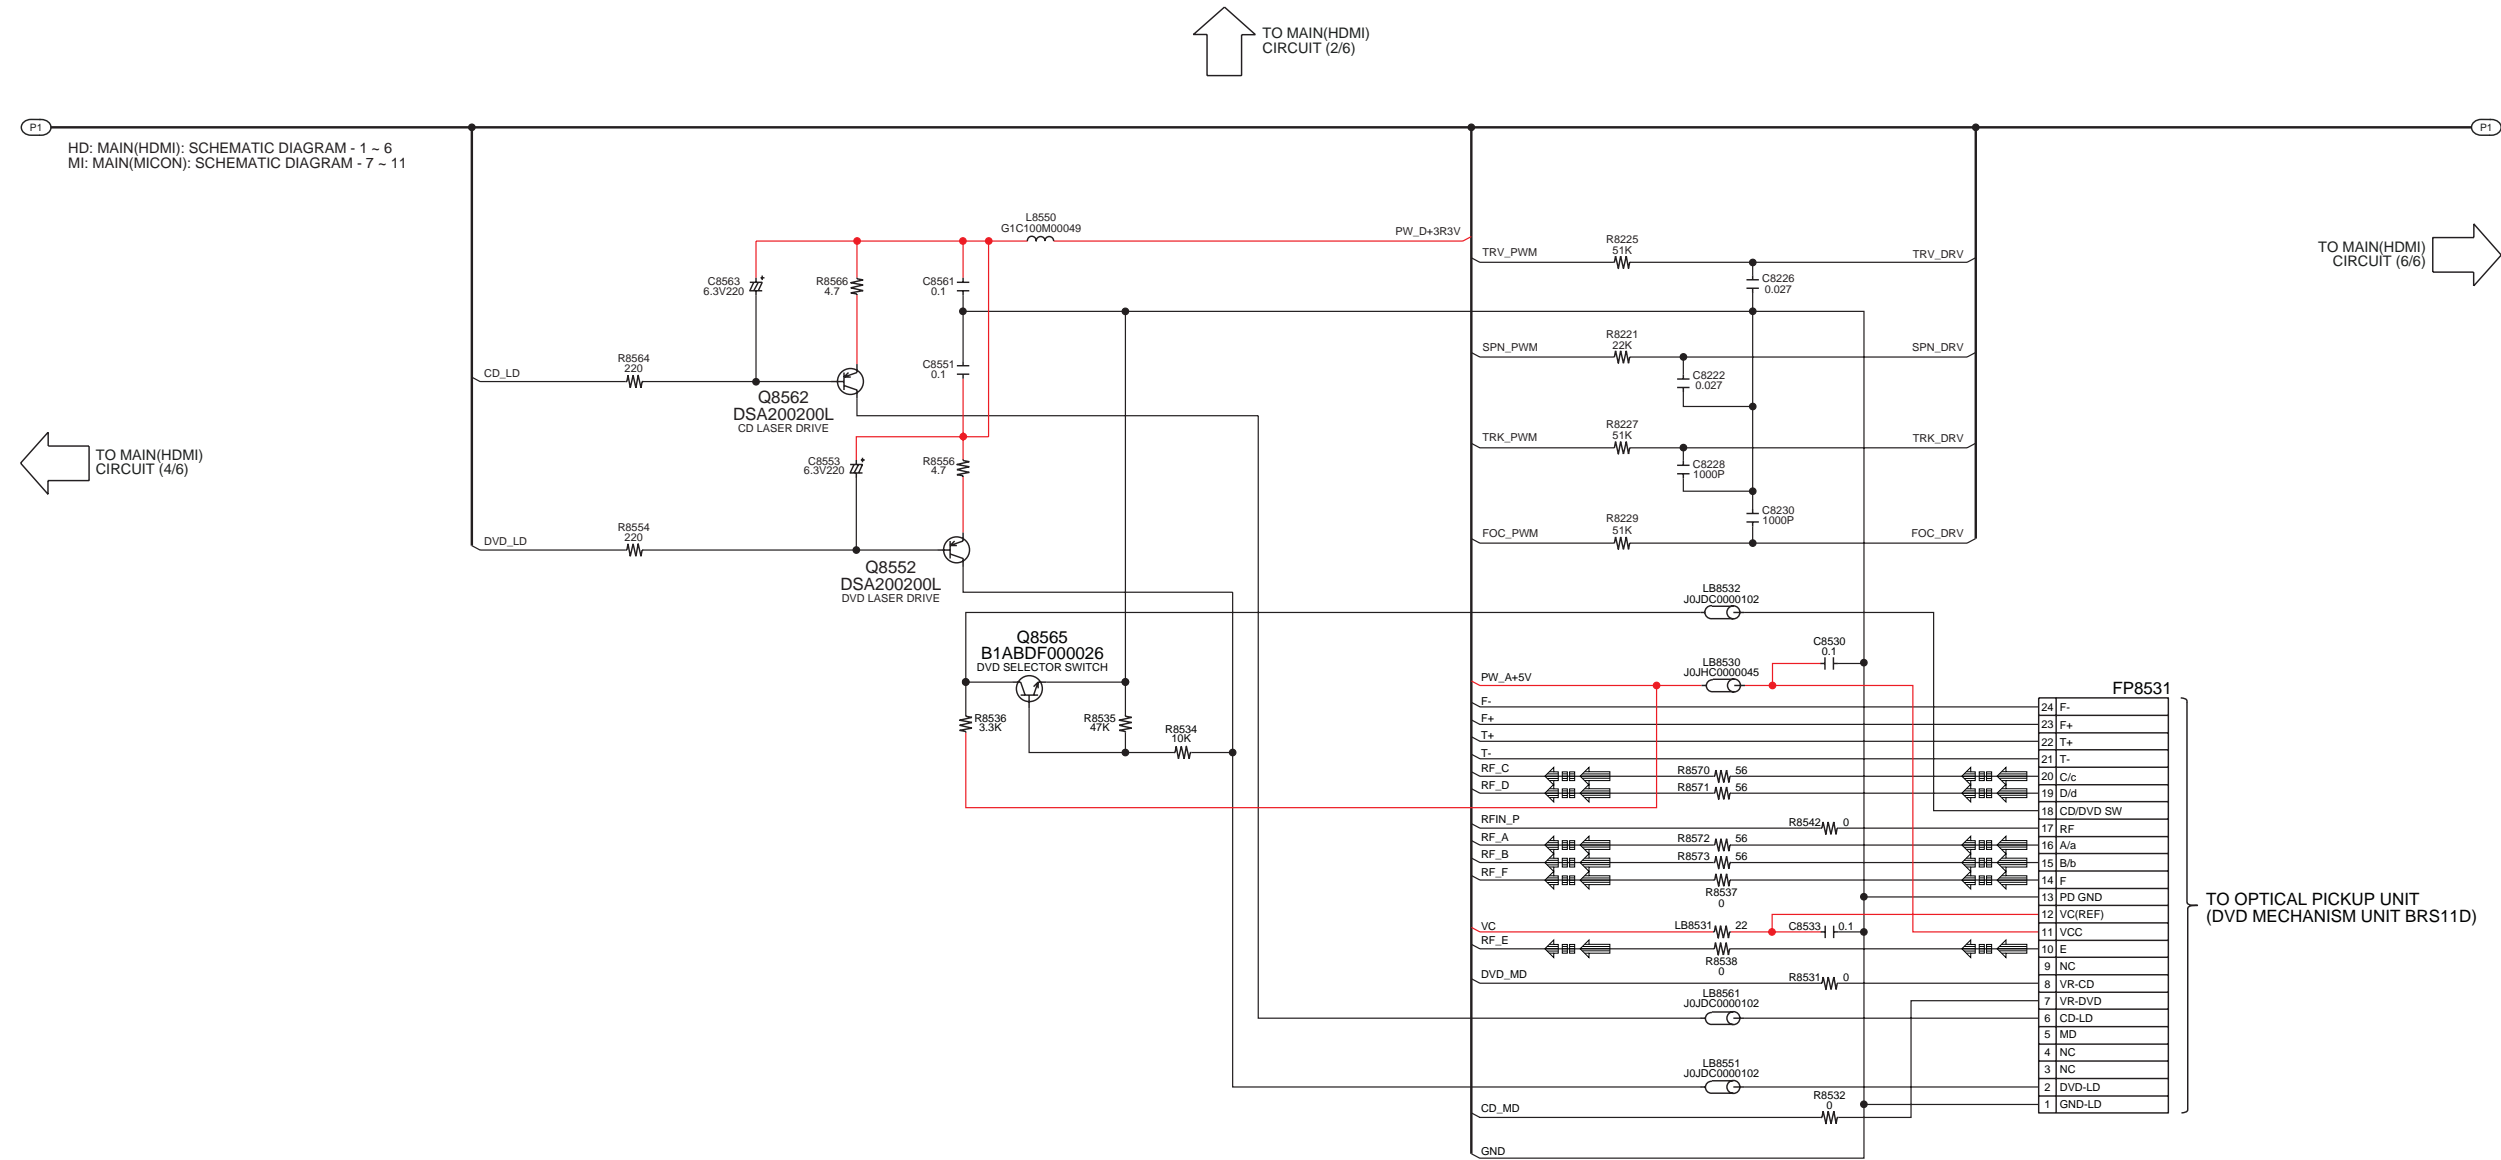 TO MAIN(HDMI)
CIRCUIT (2/6)
P1
P1
HD: MAIN(HDMI): SCHEMATIC DIAGRAM - 1 ~ 6
MI: MAIN(MICON): SCHEMATIC DIAGRAM - 7 ~ 11
TO MAIN(HDMI)
CIRCUIT (6/6)
TO MAIN(HDMI)
CIRCUIT (4/6)
L8550
G1C100M00049
PW_D+3R3V
C8563
6.3V220
+
R8566
4.7
C8561
0.1
C8551
0.1
CD_LD
R8564
220
Q8562
DSA200200L
CD LASER DRIVE
C8553
6.3V220
+
R8556
4.7
DVD_LD
R8554
220
Q8552
DSA200200L
DVD LASER DRIVE
Q8565
B1ABDF000026
DVD SELECTOR SWITCH
R8536
3.3K
R8535
47K
R8534
10K
TRV_PWM
R8225
51K
TRV_DRV
C8226
0.027
SPN_PWM
R8221
22K
SPN_DRV
C8222
0.027
TRK_PWM
R8227
51K
TRK_DRV
C8228
1000P
C8230
1000P
FOC_PWM
R8229
51K
FOC_DRV
LB8532
J0JDC0000102
C8530
0.1
LB8530
J0JHC0000045
PW_A+5V
F-
F+
T+
T-
RF_C
R8570 56
RF_D
R8571 56
RFIN_P
R8542 0
RF_A
R8572 56
RF_B
R8573 56
RF_F
R8537
0
VC
LB8531 22
C8533 0.1
RF_E
R8538
0
DVD_MD
R8531 0
LB8561
J0JDC0000102
LB8551
J0JDC0000102
CD_MD
R8532
0
GND
FP8531
24 F-
23 F+
22 T+
21 T-
20 C/c
19 D/d
18 CD/DVD SW
17 RF
16 A/a
15 B/b
14 F
13 PD GND
12 VC(REF)
11 VCC
10 E
9 NC
8 VR-CD
7 VR-DVD
6 CD-LD
5 MD
4 NC
3 NC
2 DVD-LD
1 GND-LD
TO OPTICAL PICKUP UNIT
(DVD MECHANISM UNIT BRS11D)